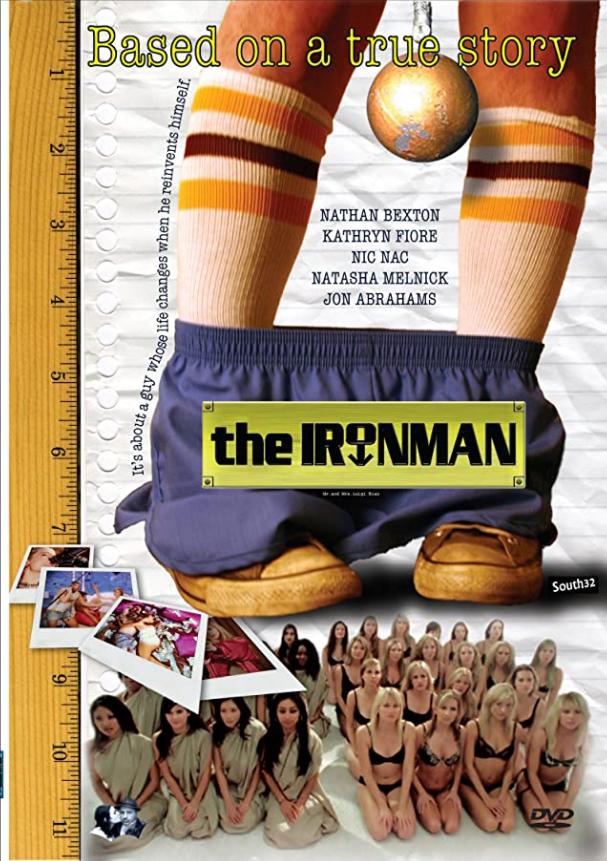 Based on a true story
It's about a guy whose life changes when he reinvents himself.
NATHAN BEXTON
KATHRYN FIORE
NIC NAC
NATASHA MELNICK
JON ABRAHAMS
the IRONMAN
South32
1
2
3
4
5
6
7
9
10
11
DVD